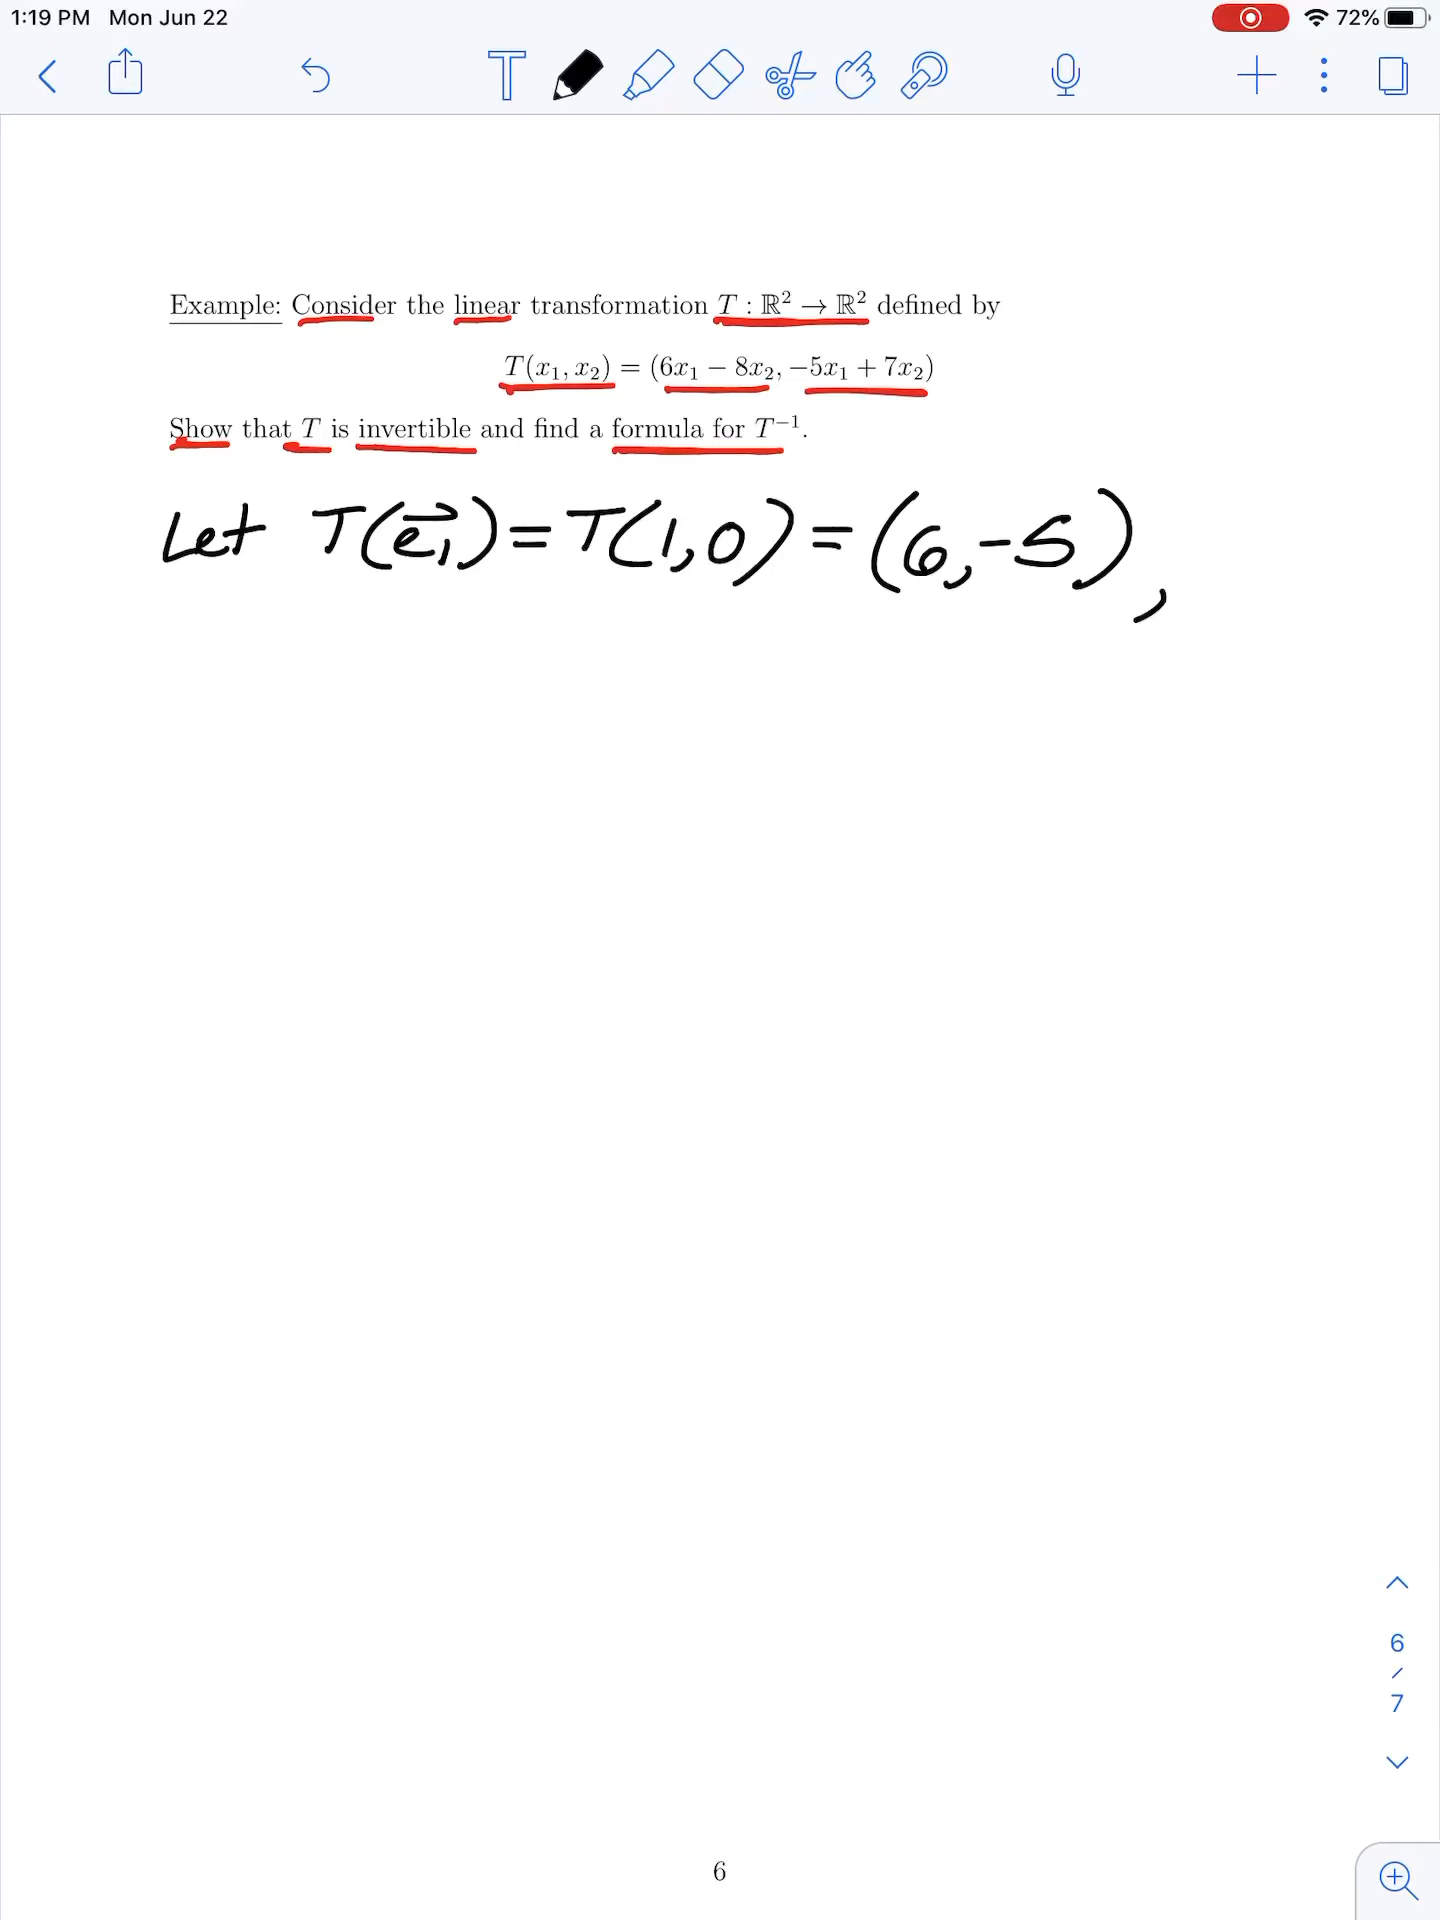 1:19 PM Mon Jun 22 72%
T
Example: Consider the linear transformation T : ℝ² → ℝ² defined by
T(x₁, x₂) = (6x₁ − 8x₂, −5x₁ + 7x₂)
Show that T is invertible and find a formula for T⁻¹.
Let T(e⃗₁) = T(1,0) = (6,-5),
6
/
7
6